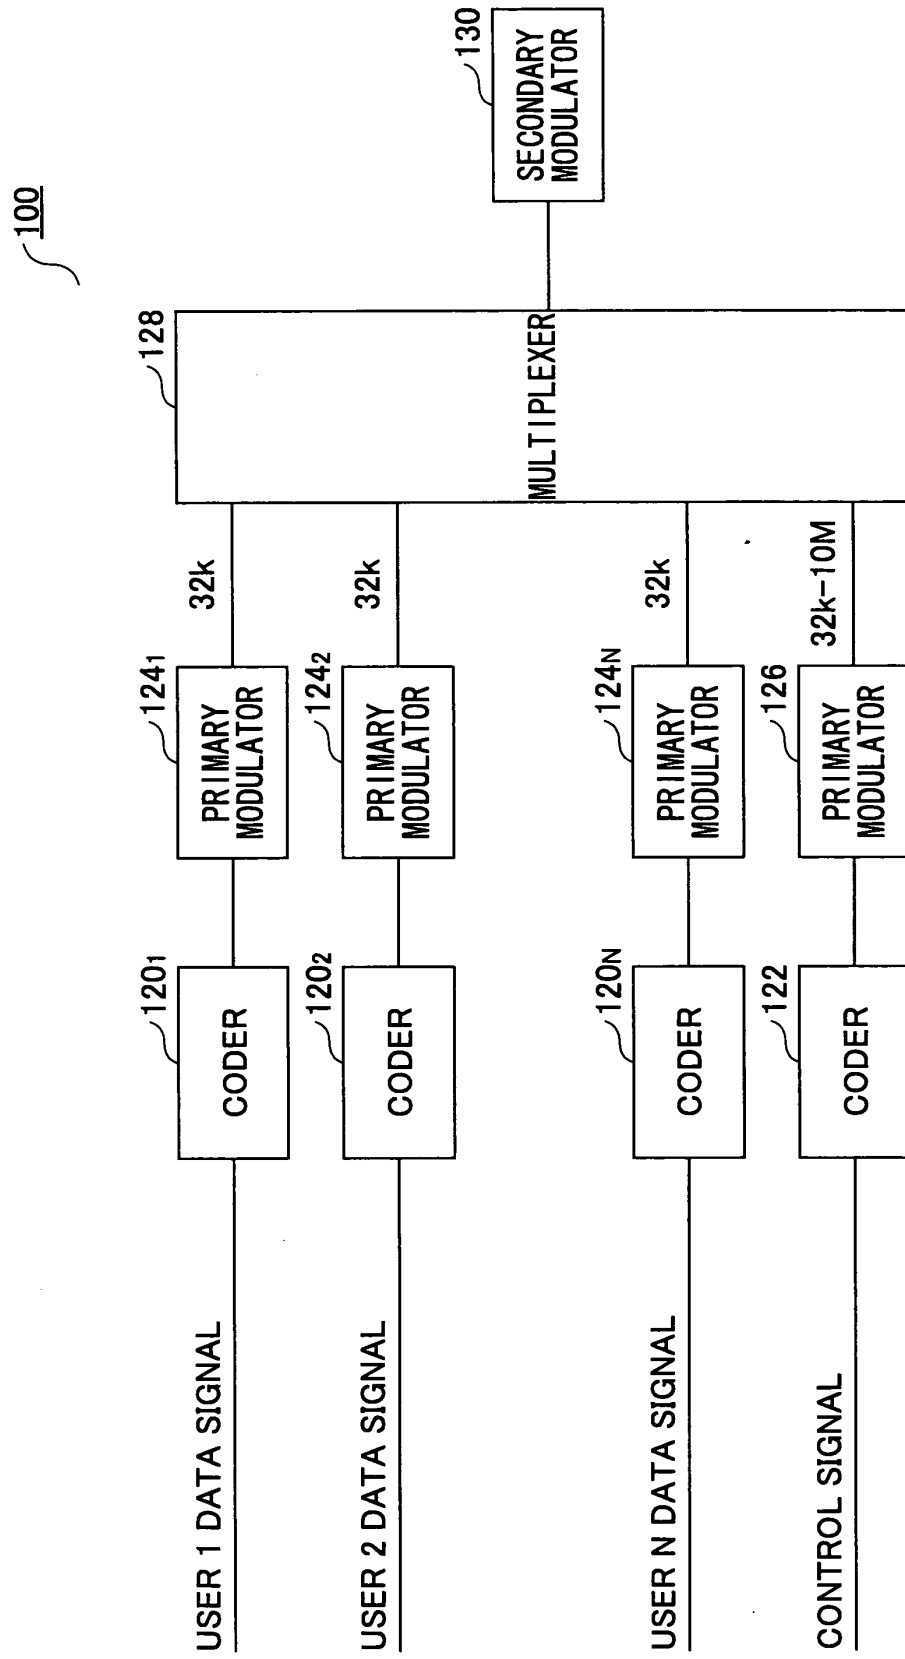 100
USER 1 DATA SIGNAL
120₁
CODER
124₁
PRIMARY
MODULATOR
32k
USER 2 DATA SIGNAL
120₂
CODER
124₂
PRIMARY
MODULATOR
32k
USER N DATA SIGNAL
120N
CODER
124N
PRIMARY
MODULATOR
32k
CONTROL SIGNAL
122
CODER
126
PRIMARY
MODULATOR
32k-10M
128
MULTIPLEXER
130
SECONDARY
MODULATOR